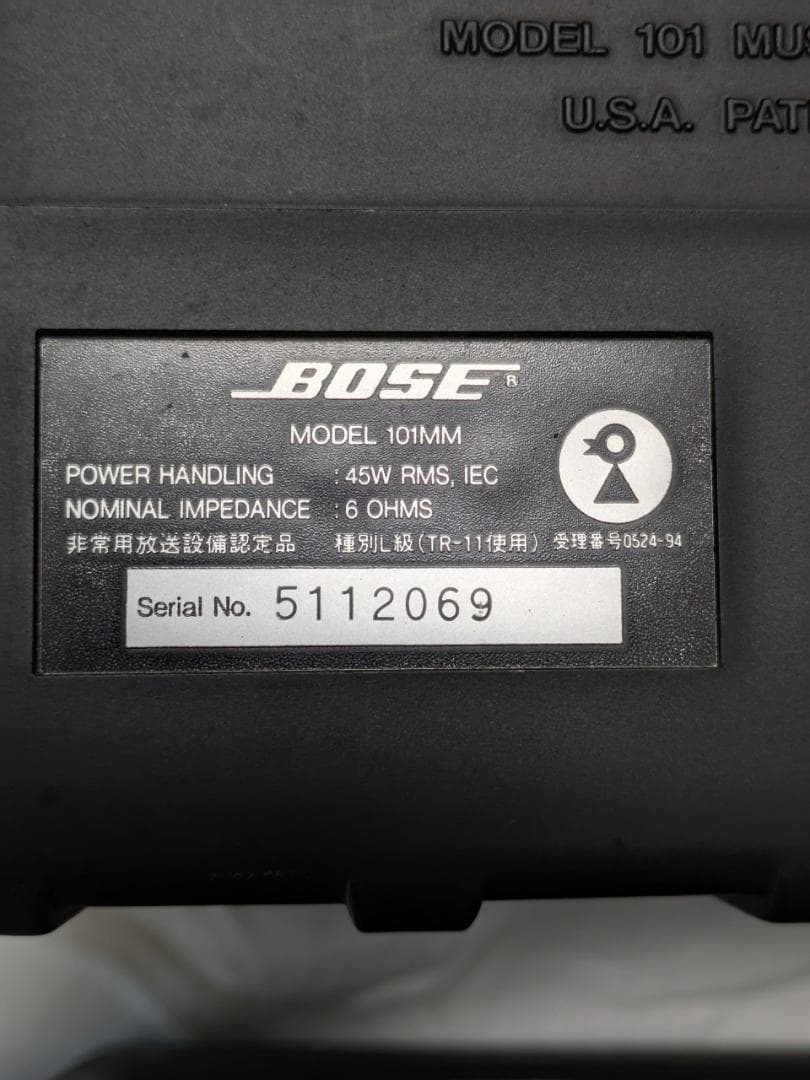 MODEL 101 MUS
U.S.A. PAT
BOSE®
MODEL 101MM
POWER HANDLING : 45W RMS, IEC
NOMINAL IMPEDANCE : 6 OHMS
非常用放送設備認定品 種別L級(TR-11使用) 受理番号0524-94
Serial No. 5112069